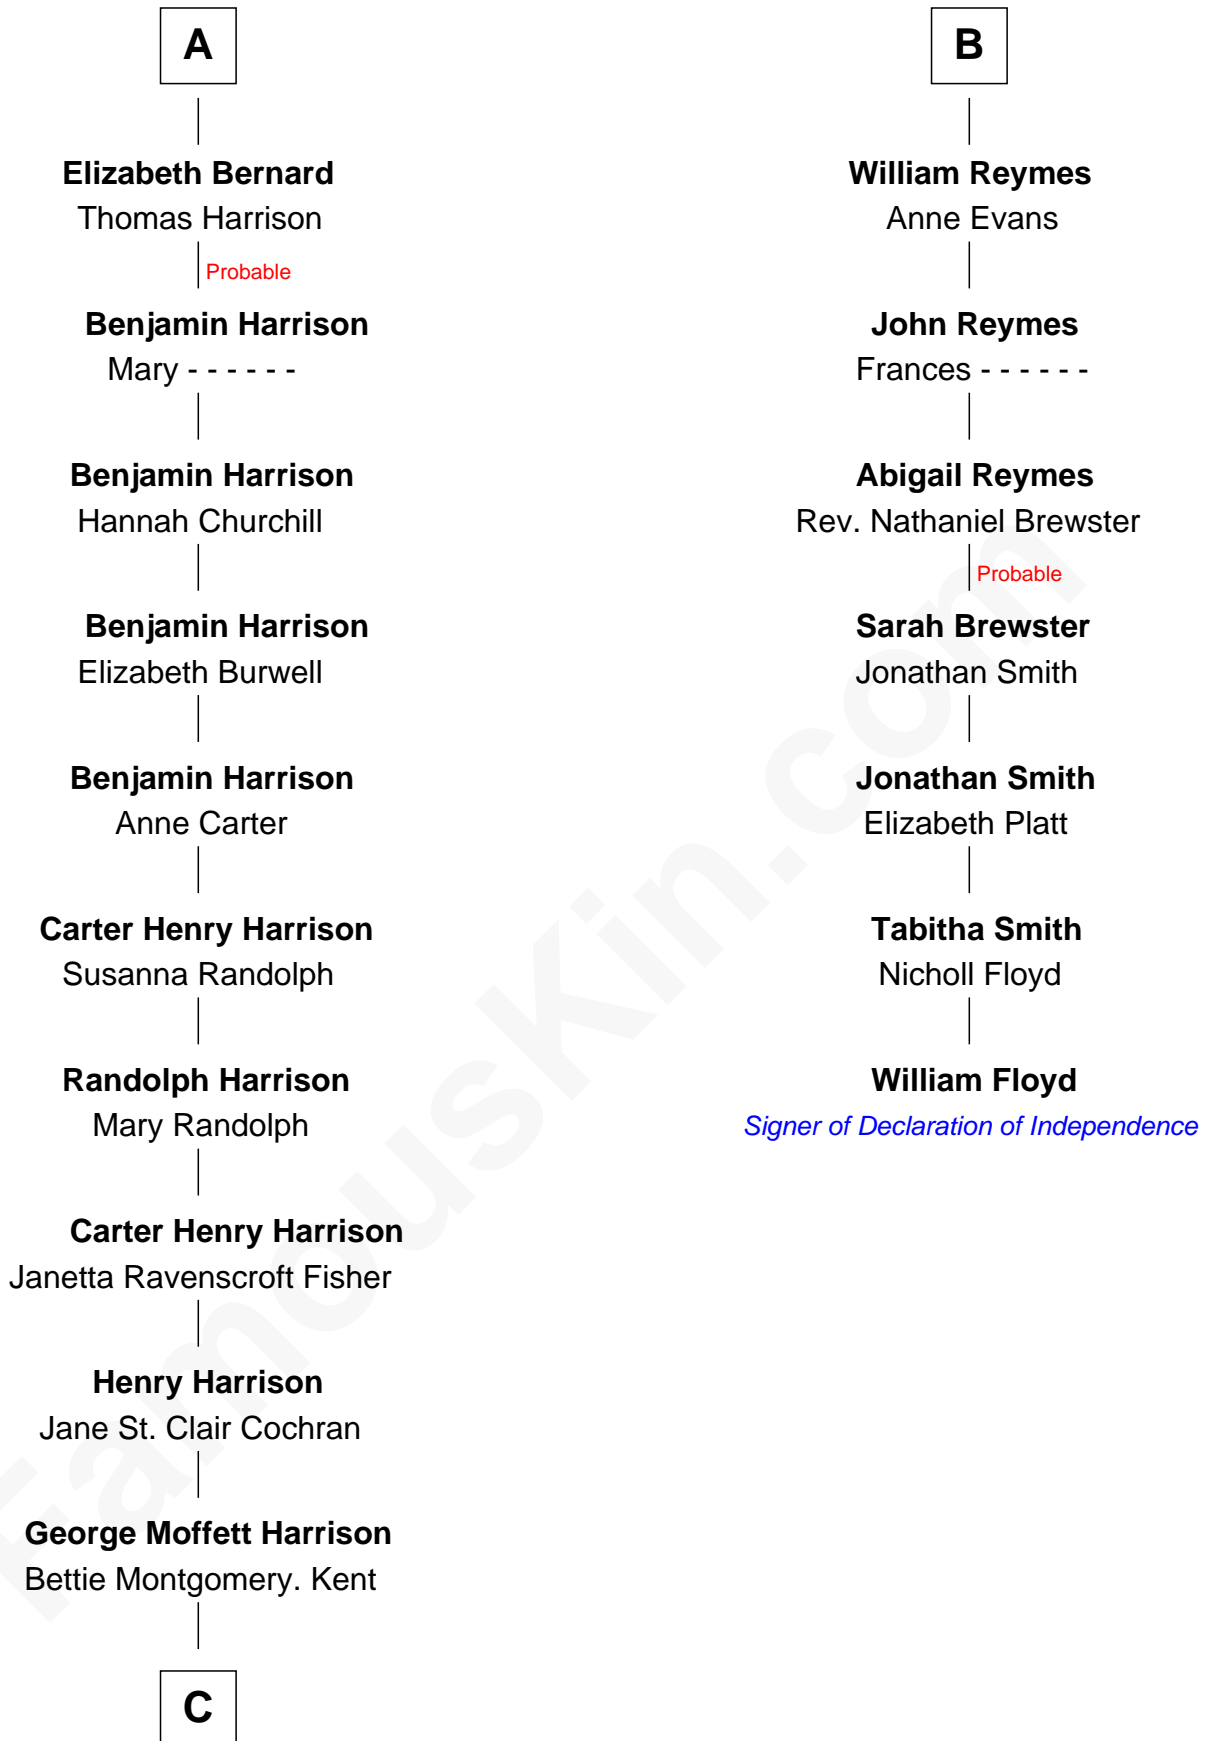 A
Elizabeth Bernard
Thomas Harrison
Probable
Benjamin Harrison
Mary - - - - - -
Benjamin Harrison
Hannah Churchill
Benjamin Harrison
Elizabeth Burwell
Benjamin Harrison
Anne Carter
Carter Henry Harrison
Susanna Randolph
Randolph Harrison
Mary Randolph
Carter Henry Harrison
Janetta Ravenscroft Fisher
Henry Harrison
Jane St. Clair Cochran
George Moffett Harrison
Bettie Montgomery. Kent
C
B
William Reymes
Anne Evans
John Reymes
Frances - - - - - -
Abigail Reymes
Rev. Nathaniel Brewster
Probable
Sarah Brewster
Jonathan Smith
Jonathan Smith
Elizabeth Platt
Tabitha Smith
Nicholl Floyd
William Floyd
Signer of Declaration of Independence
FamousKin.com